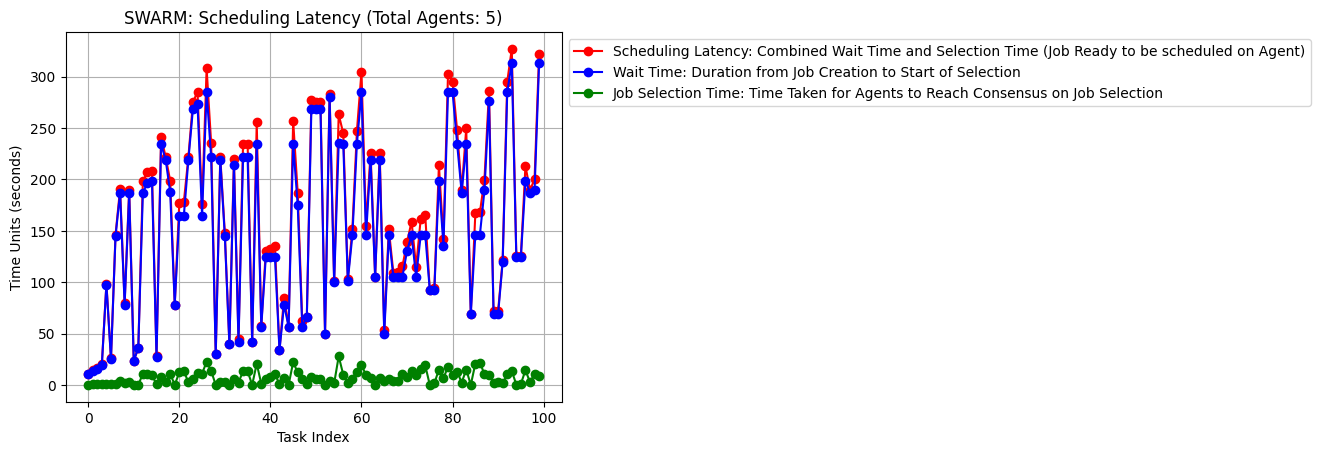 SWARM: Scheduling Latency (Total Agents: 5)
Scheduling Latency: Combined Wait Time and Selection Time (Job Ready to be scheduled on Agent)
Wait Time: Duration from Job Creation to Start of Selection
Job Selection Time: Time Taken for Agents to Reach Consensus on Job Selection
Time Units (seconds)
300
250
200
150
100
50
0
0 20 40 60 80 100
Task Index